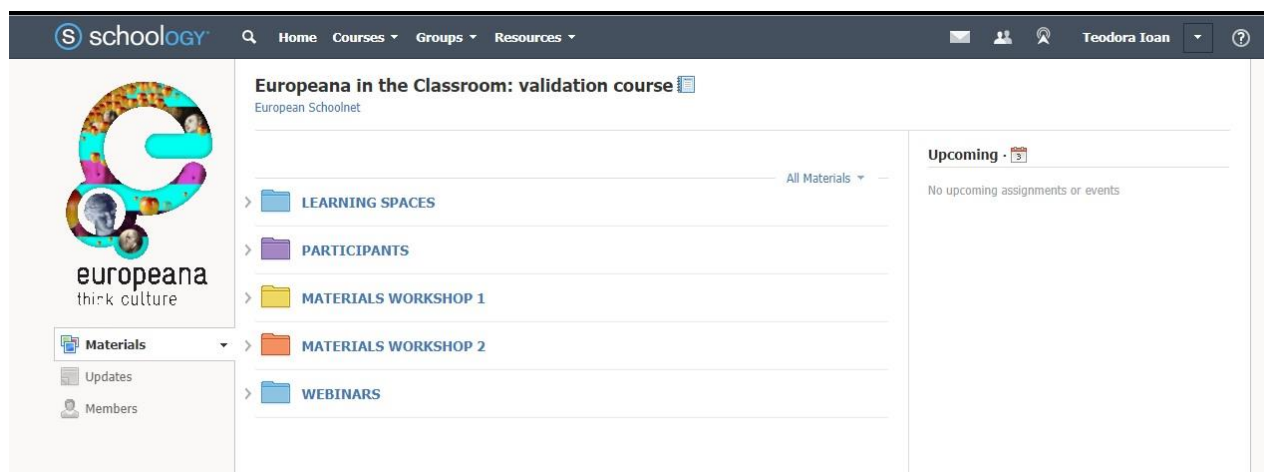 S schoology Home Courses Groups Resources Teodora Ioan ?
Europeana in the Classroom: validation course
European Schoolnet
Upcoming · 3
All Materials
No upcoming assignments or events
LEARNING SPACES
PARTICIPANTS
MATERIALS WORKSHOP 1
MATERIALS WORKSHOP 2
WEBINARS
europeana
think culture
Materials
Updates
Members